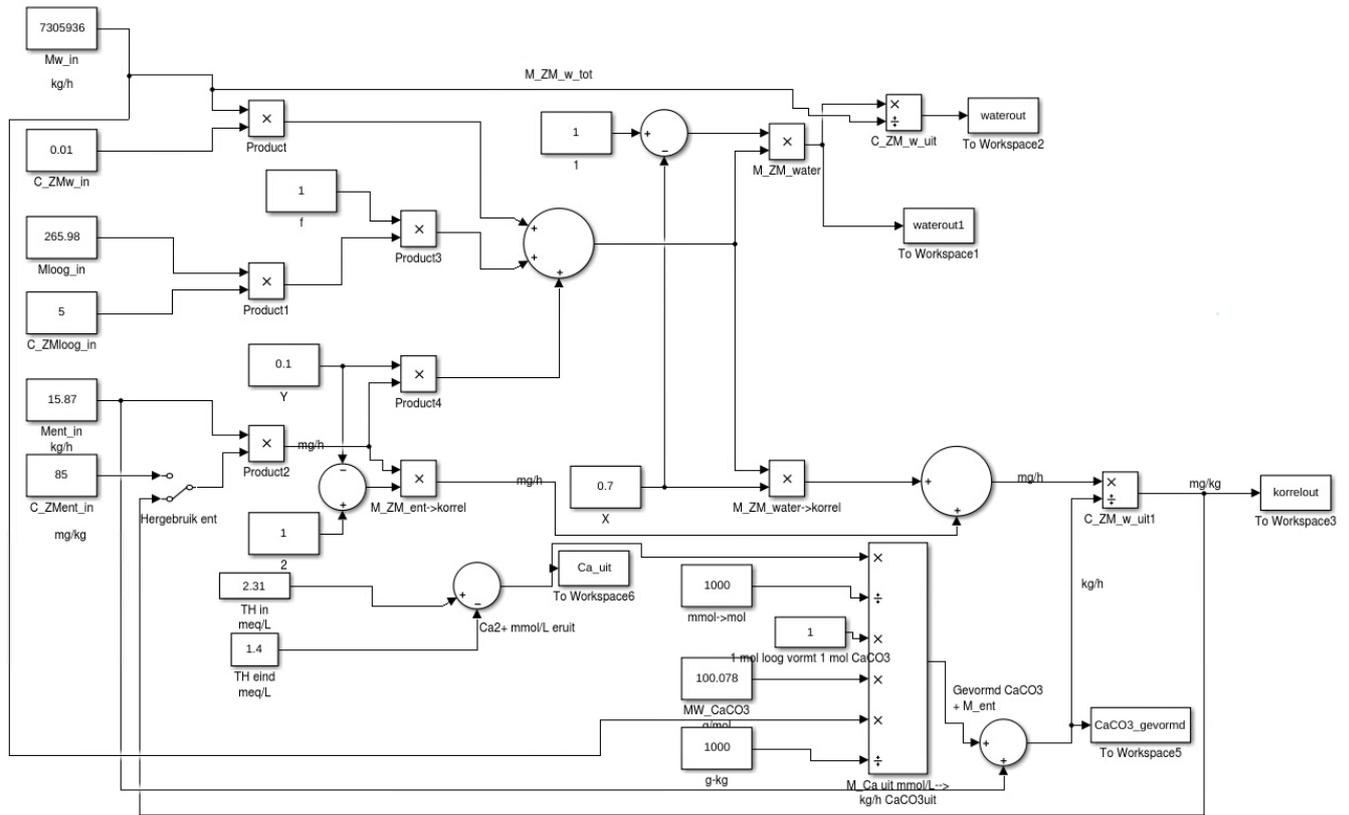 7305936
Mw_in
kg/h
M_ZM_w_tot
0.01
C_ZMw_in
Product
1
f
1
1
M_ZM_water
C_ZM_w_uit
waterout
To Workspace2
waterout1
To Workspace1
265.98
Mloog_in
Product3
5
C_ZMloog_in
Product1
0.1
Y
Product4
15.87
Ment_in
kg/h
85
C_ZMent_in
mg/kg
Hergebruik ent
Product2
mg/h
M_ZM_ent->korrel
mg/h
1
2
0.7
X
M_ZM_water->korrel
mg/h
C_ZM_w_uit1
mg/kg
korrelout
To Workspace3
kg/h
2.31
TH in
meq/L
1.4
TH eind
meq/L
Ca2+ mmol/L eruit
Ca_uit
To Workspace6
1000
mmol->mol
1
1 mol loog vormt 1 mol CaCO3
100.078
MW_CaCO3
g/mol
1000
g-kg
M_Ca uit mmol/L-->
kg/h CaCO3uit
Gevormd CaCO3
+ M_ent
CaCO3_gevormd
To Workspace5